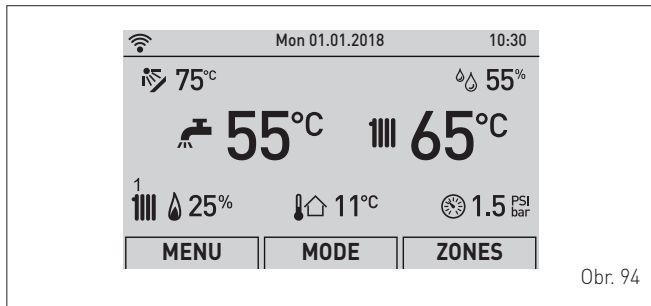 Mon 01.01.2018 10:30
75°C 55%
55°C 65°C
1
25% 11°C 1.5 PSI bar
MENU MODE ZONES
Obr. 94